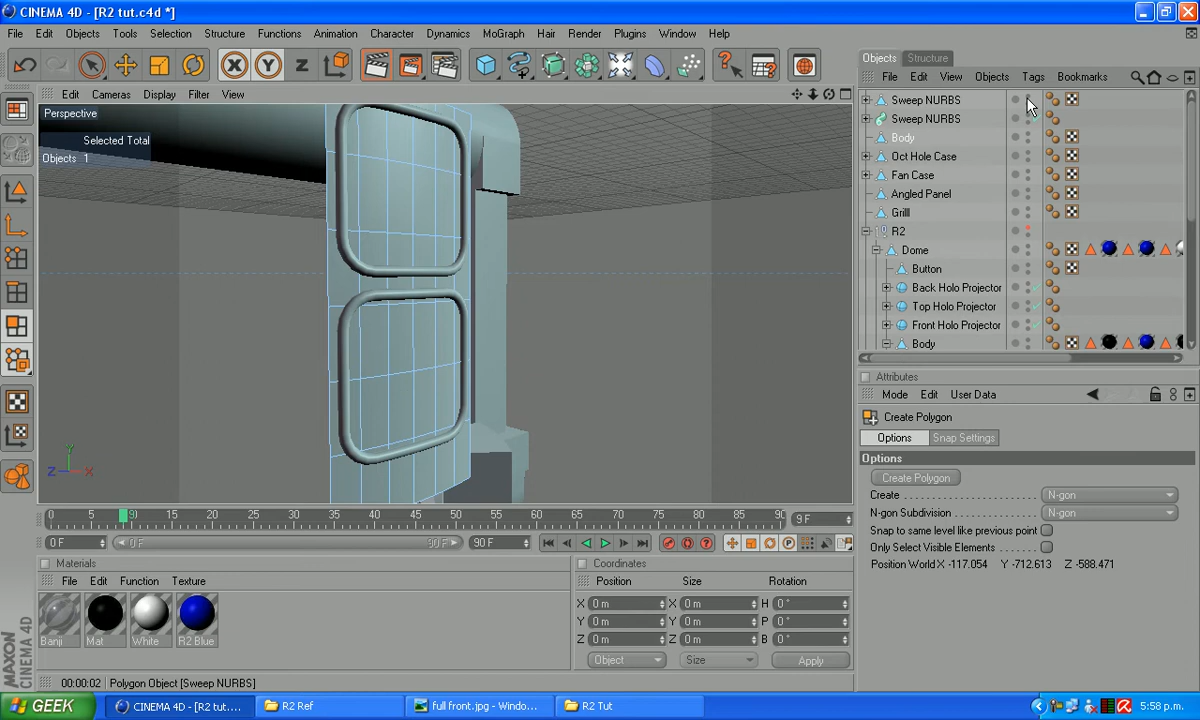 CINEMA 4D - [R2 tut.c4d *]
File Edit Objects Tools Selection Structure Functions Animation Character Dynamics MoGraph Hair Render Plugins Window Help
Objects Structure
File Edit View Objects Tags Bookmarks
Edit Cameras Display Filter View
Perspective
Selected Total
Objects 1
Sweep NURBS
Sweep NURBS
Body
Oct Hole Case
Fan Case
Angled Panel
Grill
R2
Dome
Button
Back Holo Projector
Top Holo Projector
Front Holo Projector
Body
Attributes
Mode Edit User Data
Create Polygon
Options Snap Settings
Options
Create Polygon
Create N-gon
N-gon Subdivision N-gon
Snap to same level like previous point
Only Select Visible Elements
Position World X -117.054 Y -712.613 Z -588.471
Y
Z X
0 5 9 15 20 25 30 35 40 45 50 55 60 65 70 75 80 85 90 9 F
0 F 0 F 90 F 90 F
Materials
File Edit Function Texture
Banji Mat White R2 Blue
Coordinates
Position Size Rotation
X 0 m X 0 m H 0 °
Y 0 m Y 0 m P 0 °
Z 0 m Z 0 m B 0 °
Object Size Apply
MAXON
CINEMA 4D
00:00:02 Polygon Object [Sweep NURBS]
GEEK CINEMA 4D - [R2 tut.... R2 Ref full front.jpg - Windo... R2 Tut 5:58 p.m.